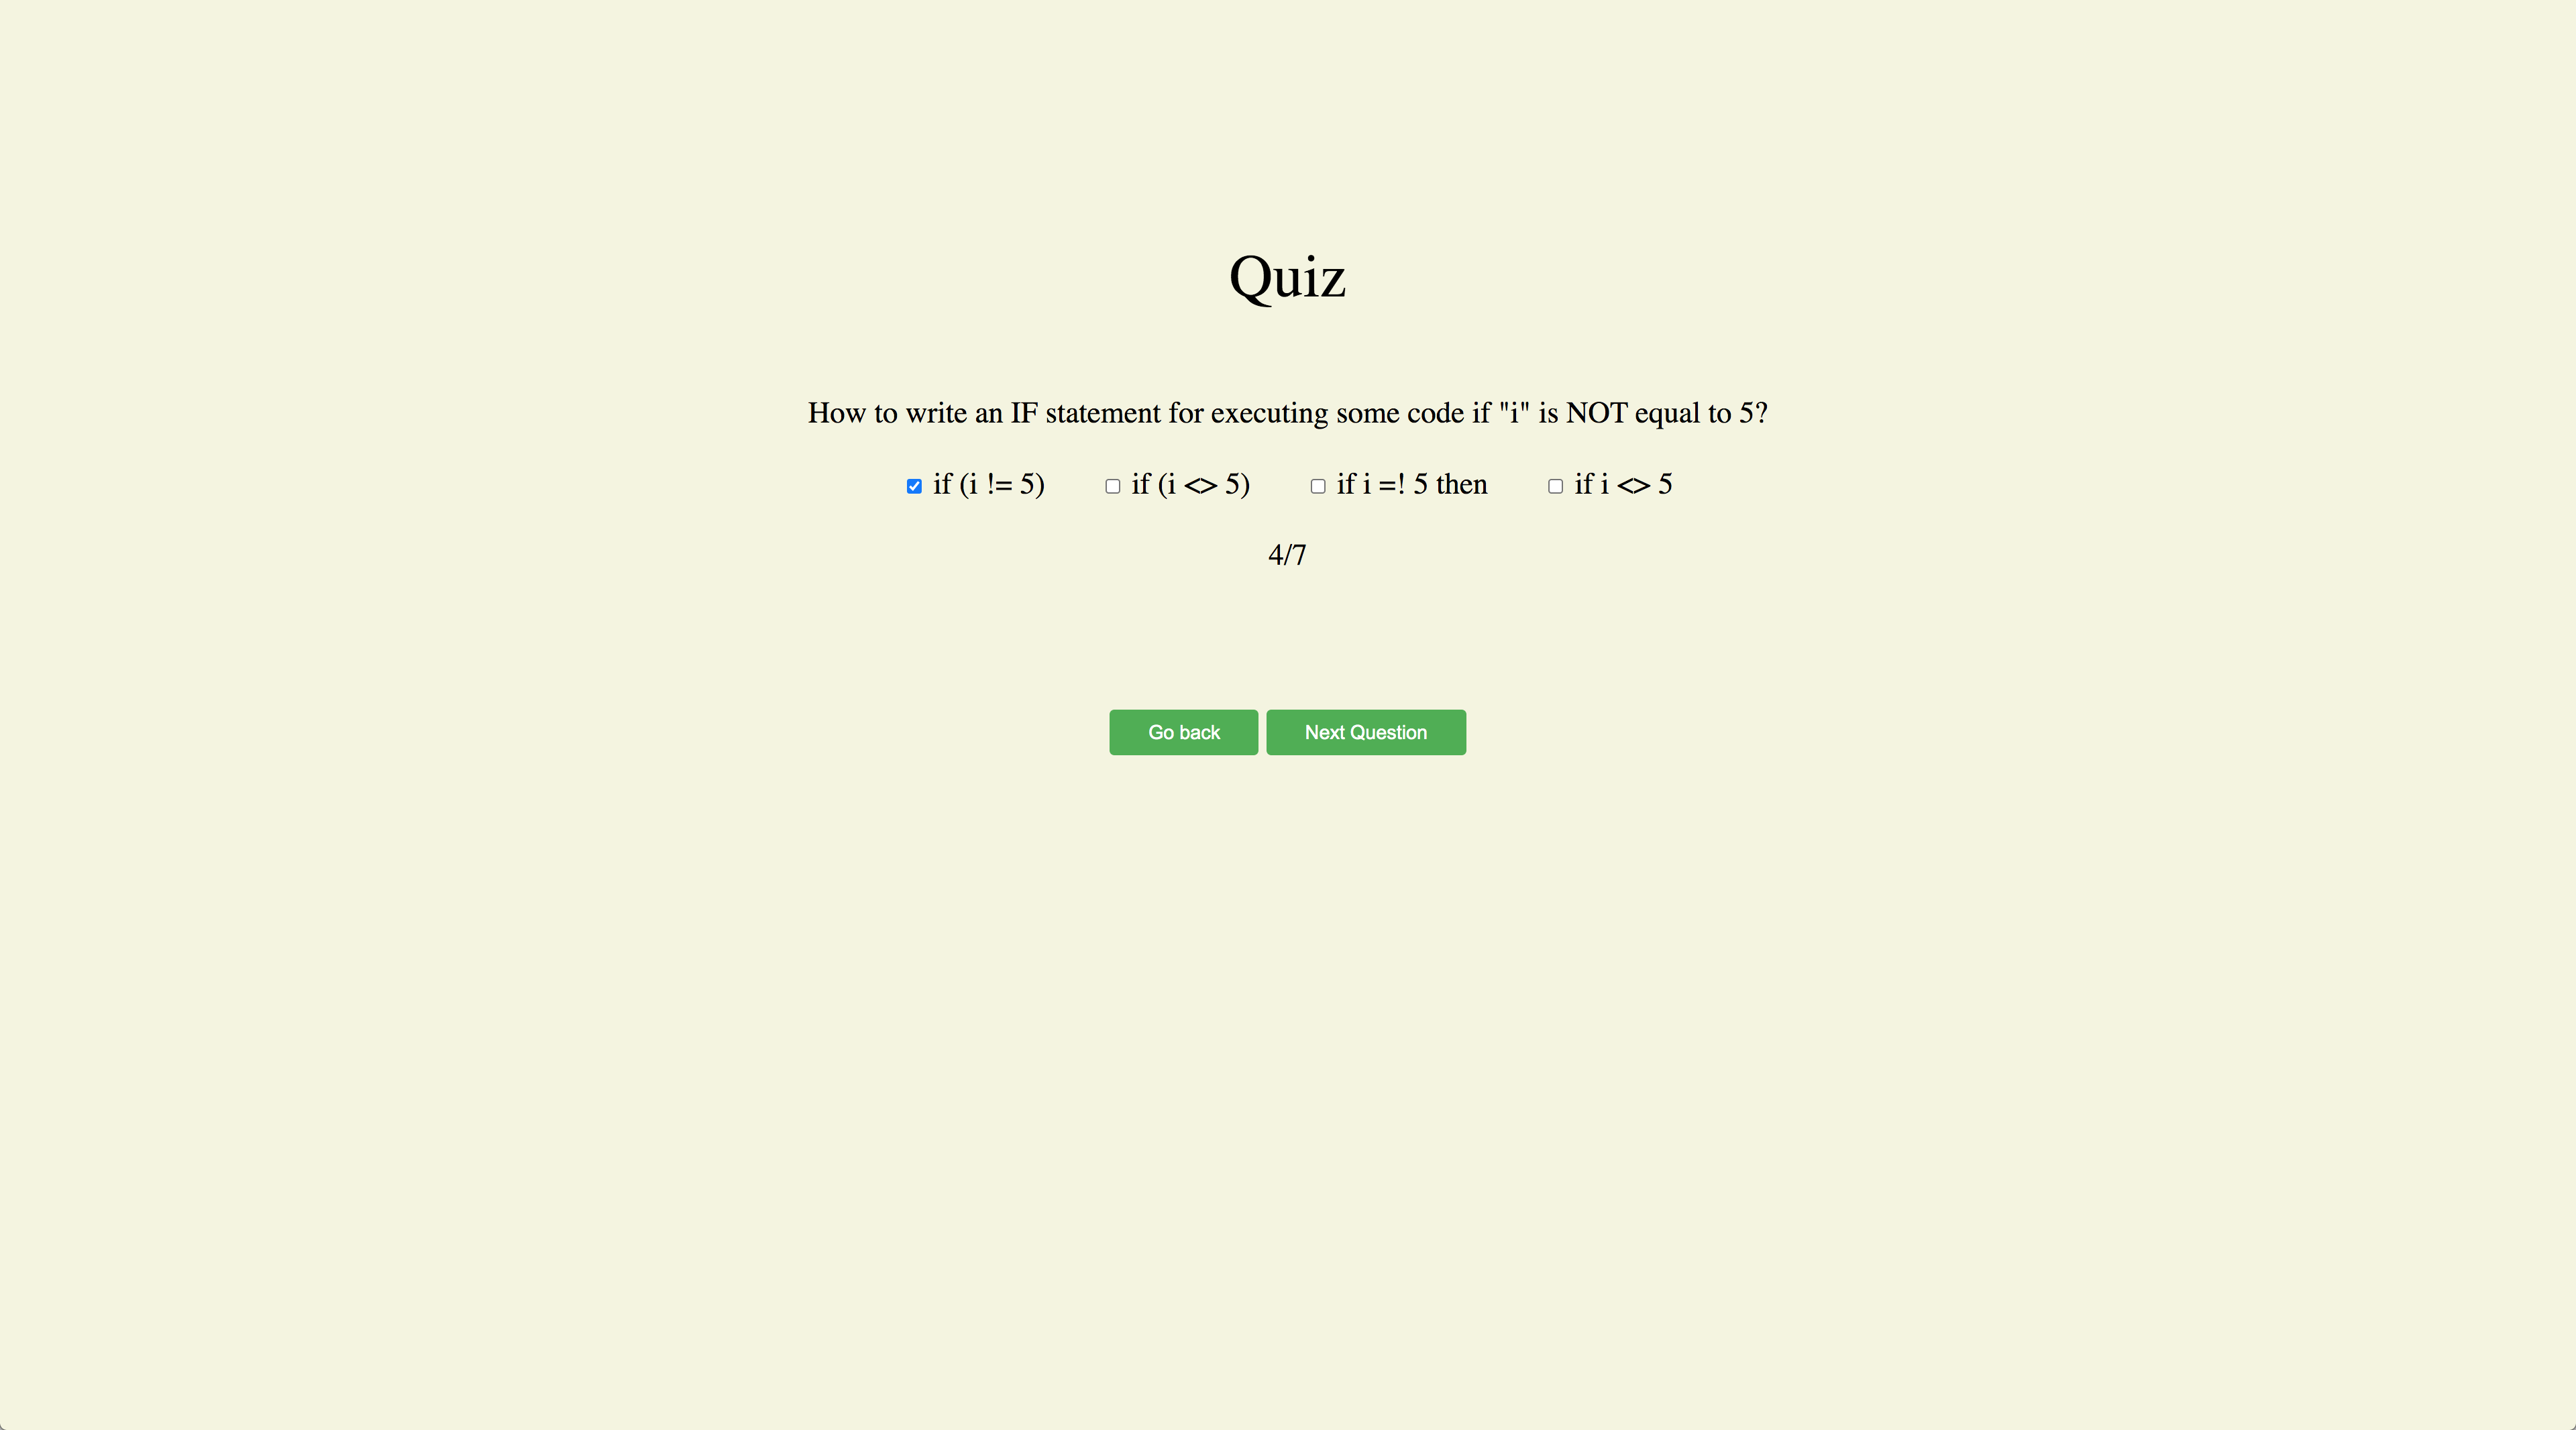 Quiz
How to write an IF statement for executing some code if "i" is NOT equal to 5?
if (i != 5) if (i <> 5) if i =! 5 then if i <> 5
4/7
Go back Next Question